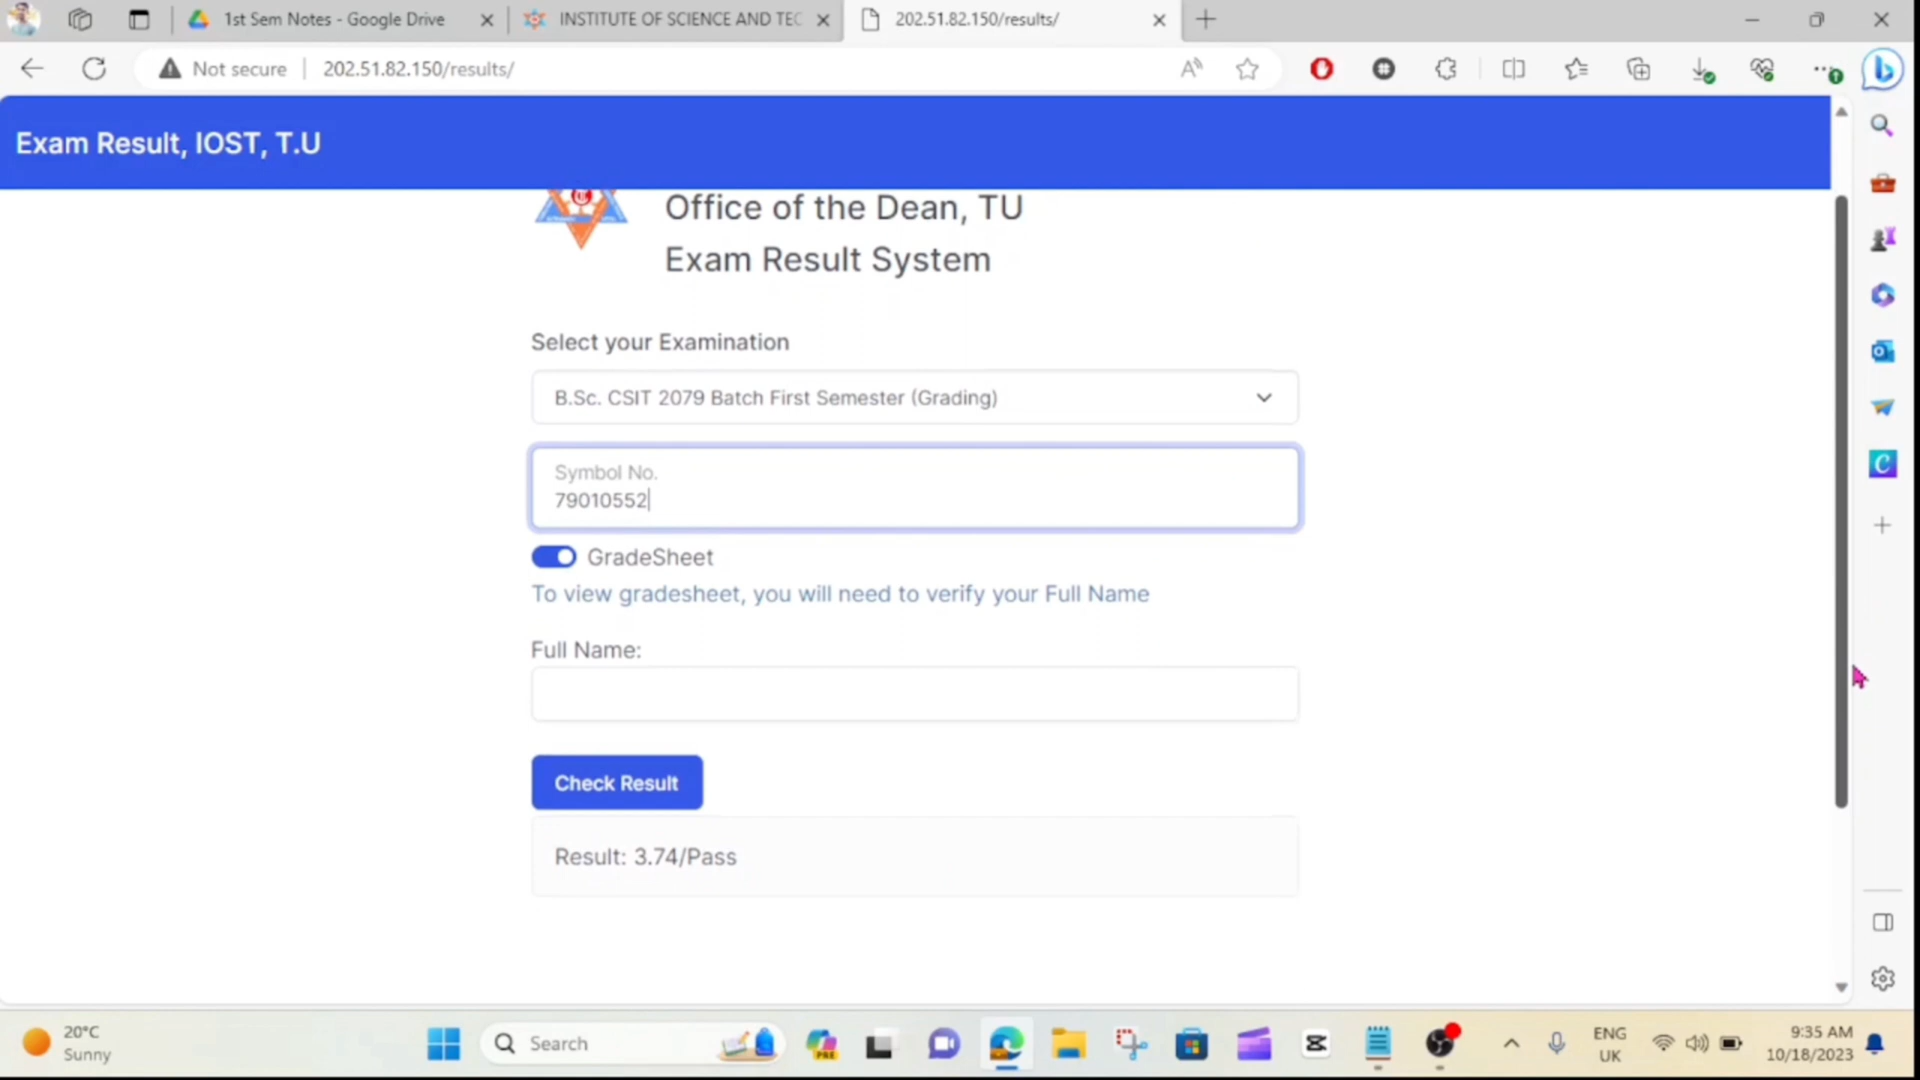 1st Sem Notes - Google Drive
INSTITUTE OF SCIENCE AND TEC
202.51.82.150/results/
Not secure
202.51.82.150/results/
Exam Result, IOST, T.U
Office of the Dean, TU
Exam Result System
Select your Examination
B.Sc. CSIT 2079 Batch First Semester (Grading)
Symbol No.
79010552
GradeSheet
To view gradesheet, you will need to verify your Full Name
Full Name:
Check Result
Result: 3.74/Pass
20°C
Sunny
Search
PRE
ENG
UK
9:35 AM
10/18/2023